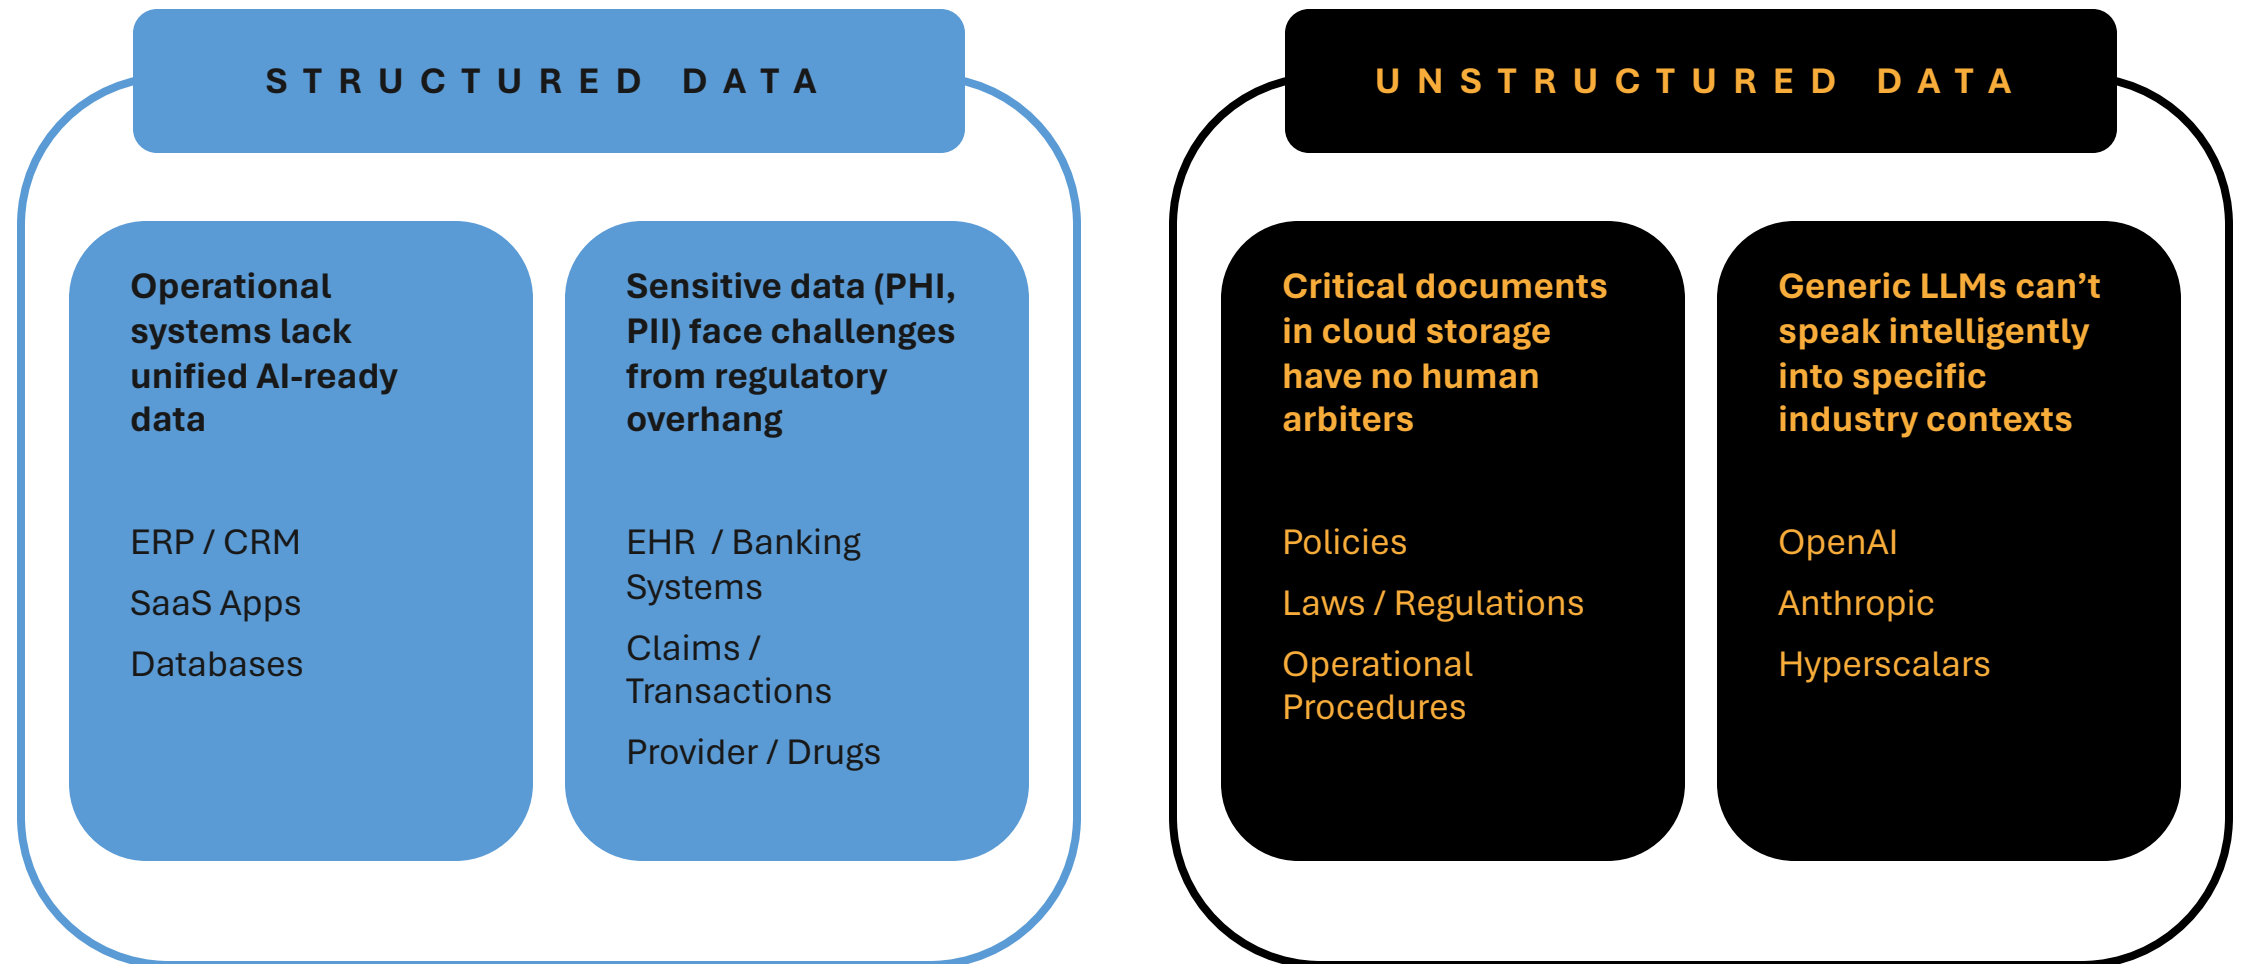 STRUCTURED DATA
Operational
systems lack
unified AI-ready
data
ERP / CRM
SaaS Apps
Databases
Sensitive data (PHI,
PII) face challenges
from regulatory
overhang
EHR  / Banking
Systems
Claims /
Transactions
Provider / Drugs
UNSTRUCTURED DATA
Critical documents
in cloud storage
have no human
arbiters
Policies
Laws / Regulations
Operational
Procedures
Generic LLMs can’t
speak intelligently
into specific
industry contexts
OpenAI
Anthropic
Hyperscalars